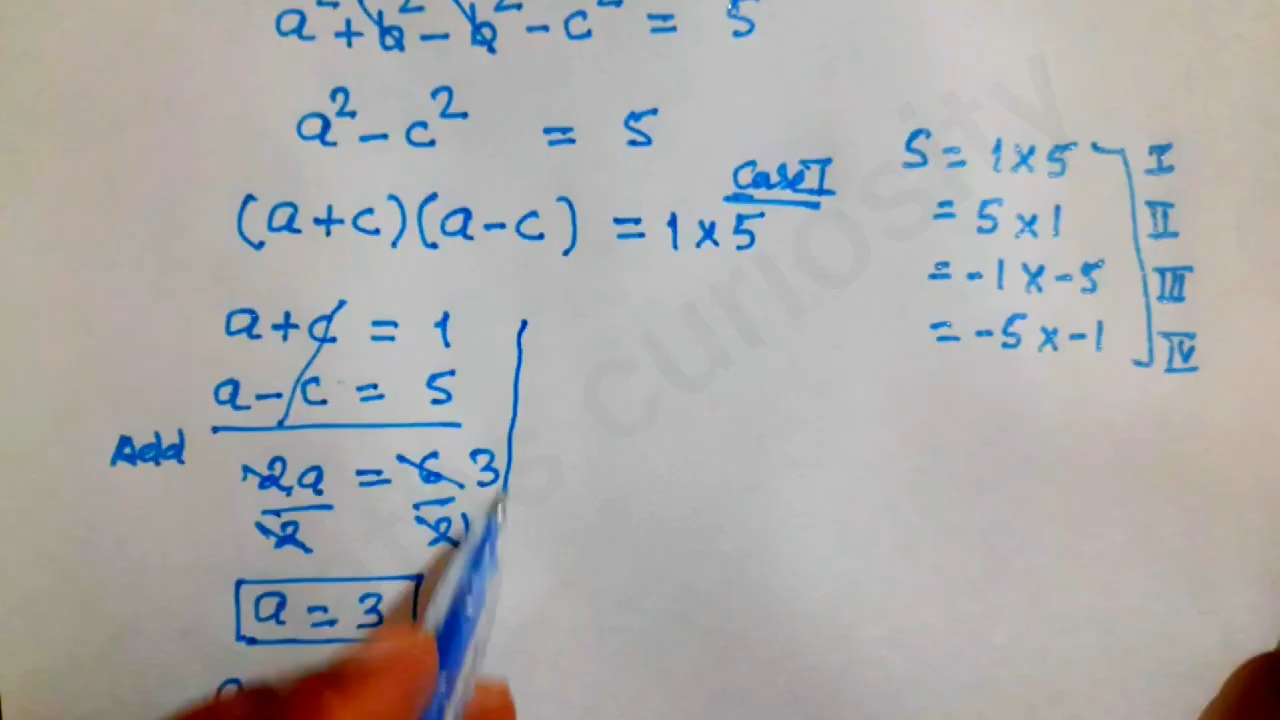 a² + b² - b² - c² = 5
a² - c² = 5
Case I
(a+c)(a-c) = 1 × 5
a + c = 1
a - c = 5
Add
2a = 6 3
2 2
a = 3
5 = 1 × 5 I
= 5 × 1 II
= -1 × -5 III
= -5 × -1 IV
curiosity